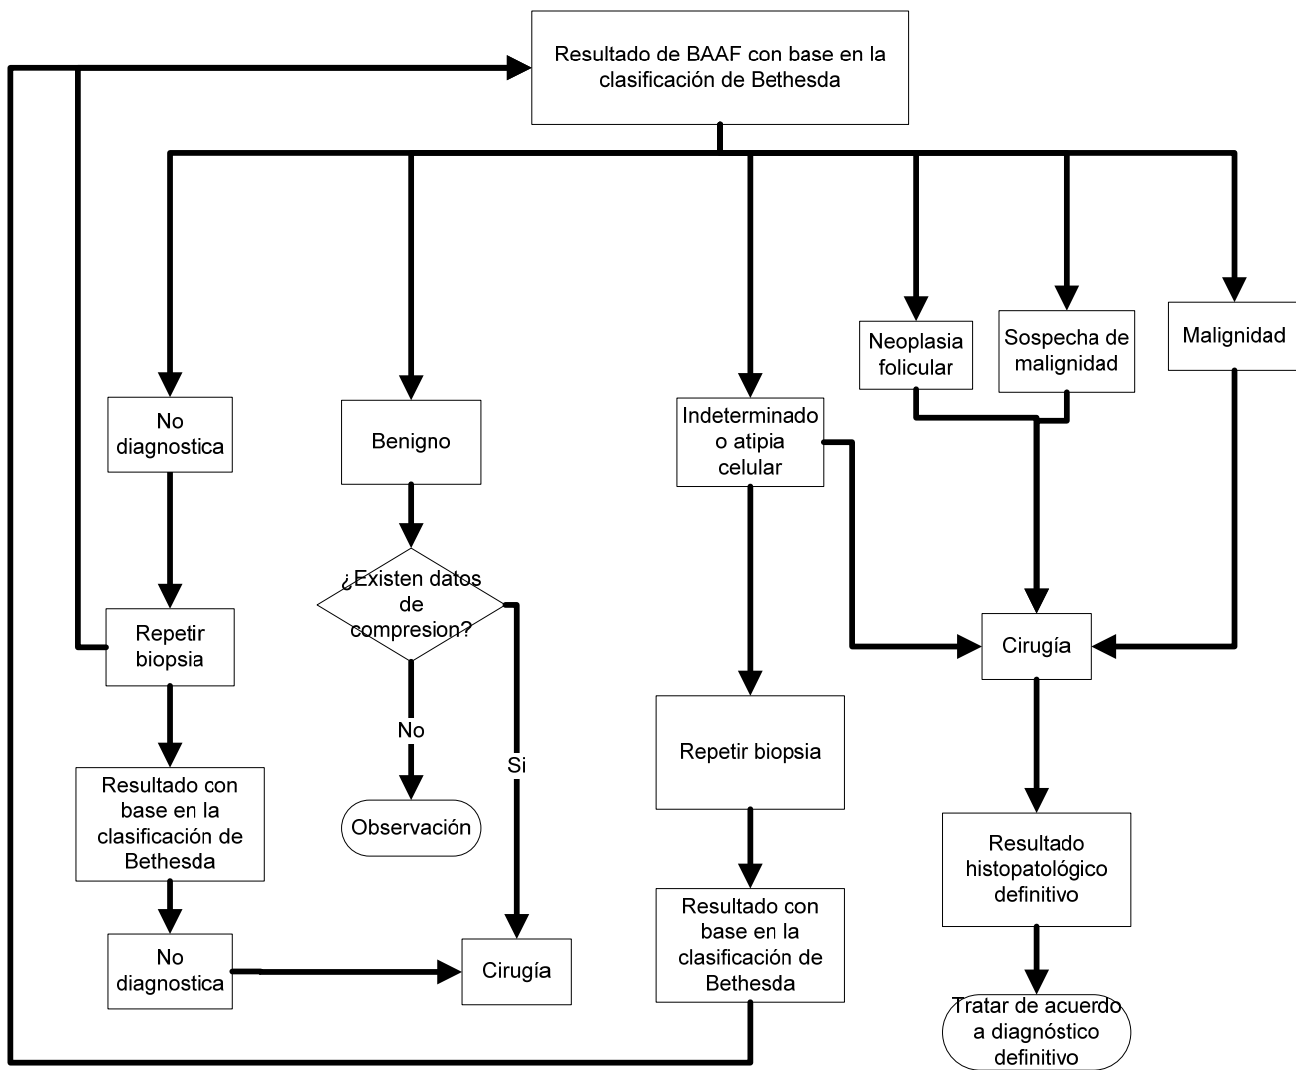 Resultado de BAAF con base en la
clasificación de Bethesda
No
diagnostica
Benigno
Indeterminado
o atipia
celular
Neoplasia
folicular
Sospecha de
malignidad
Malignidad
Repetir
biopsia
¿Existen datos
de
compresion?
Cirugía
No
Si
Repetir biopsia
Resultado con
base en la
clasificación de
Bethesda
Observación
Resultado
histopatológico
definitivo
No
diagnostica
Cirugía
Resultado con
base en la
clasificación de
Bethesda
Tratar de acuerdo
a diagnóstico
definitivo